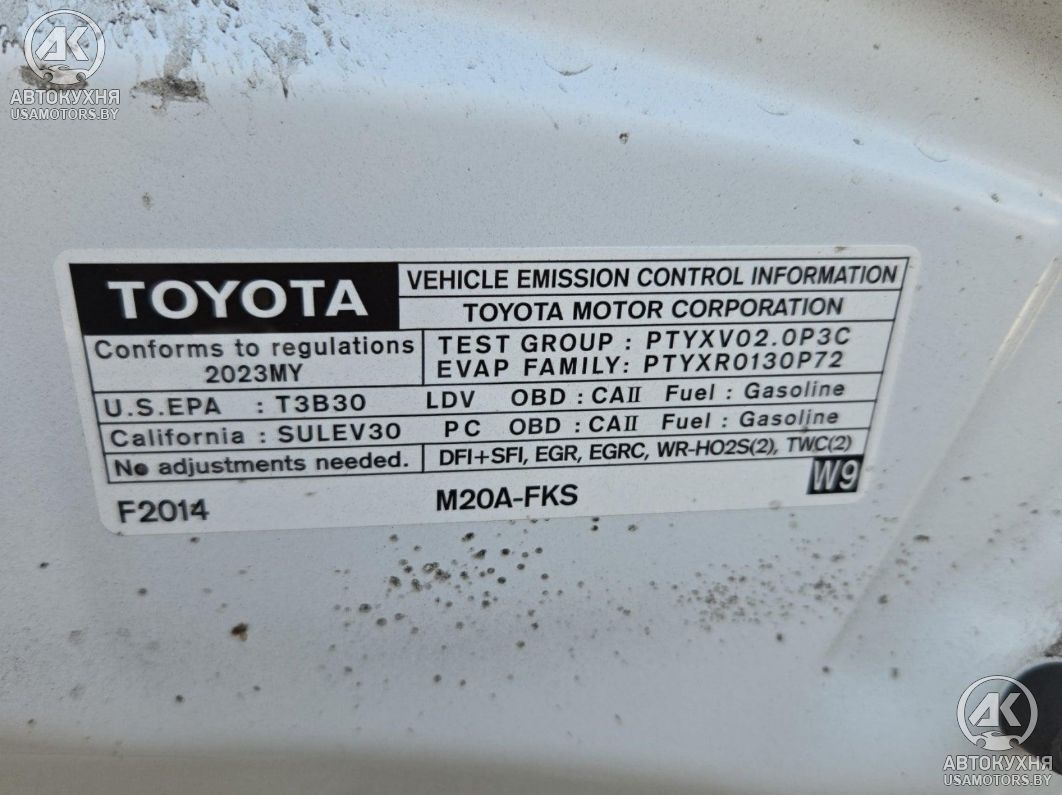 AK
АВТОКУХНЯ
USAMOTORS.BY
TOYOTA
VEHICLE EMISSION CONTROL INFORMATION
TOYOTA MOTOR CORPORATION
Conforms to regulations
2023MY
TEST GROUP : PTYXV02.0P3C
EVAP FAMILY: PTYXR0130P72
U.S.EPA : T3B30 LDV OBD : CAII Fuel : Gasoline
California : SULEV30 PC OBD : CAII Fuel : Gasoline
No adjustments needed.
DFI+SFI, EGR, EGRC, WR-HO2S(2), TWC(2)
W9
F2014
M20A-FKS
AK
АВТОКУХНЯ
USAMOTORS.BY